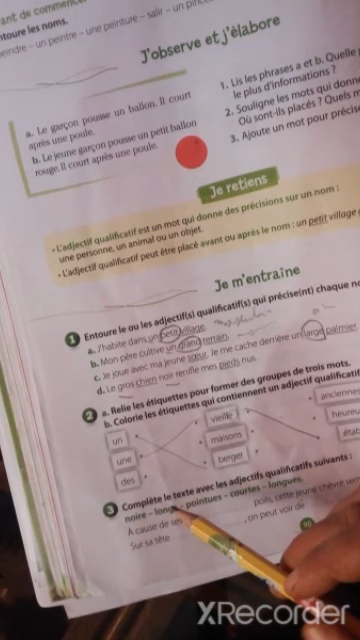 ant de commenc
ntoure les noms.
peindre – un peintre – une peinture – salir – un pinc
J'observe et j'élabore
a. Le garçon pousse un ballon. Il court
après une poule.
b. Le jeune garçon pousse un petit ballon
rouge. Il court après une poule.
1. Lis les phrases a et b. Quelle
le plus d'informations ?
2. Souligne les mots qui donn
Où sont-ils placés ? Quels m
3. Ajoute un mot pour précis
Je retiens
• L'adjectif qualificatif est un mot qui donne des précisions sur un nom :
une personne, un animal ou un objet.
• L'adjectif qualificatif peut être placé avant ou après le nom : un petit village
Je m'entraîne
1 Entoure le ou les adjectif(s) qualificatif(s) qui précise(nt) chaque no
a. J'habite dans un petit village.
b. Mon père cultive un grand terrain.
c. Je joue avec ma jeune sœur. Je me cache derrière un large palmier.
d. Le gros chien noir renifle mes pieds nus.
2 a. Relie les étiquettes pour former des groupes de trois mots.
b. Colorie les étiquettes qui contiennent un adjectif qualificatif
un
une
des
vieille
maisons
berger
anciennes
heureu
étab
3 Complète le texte avec les adjectifs qualificatifs suivants :
noire – longs – pointues – courtes – longues.
À cause de ses
poils, cette jeune chèvre sem
Sur sa tête
, on peut voir de
XRecorder